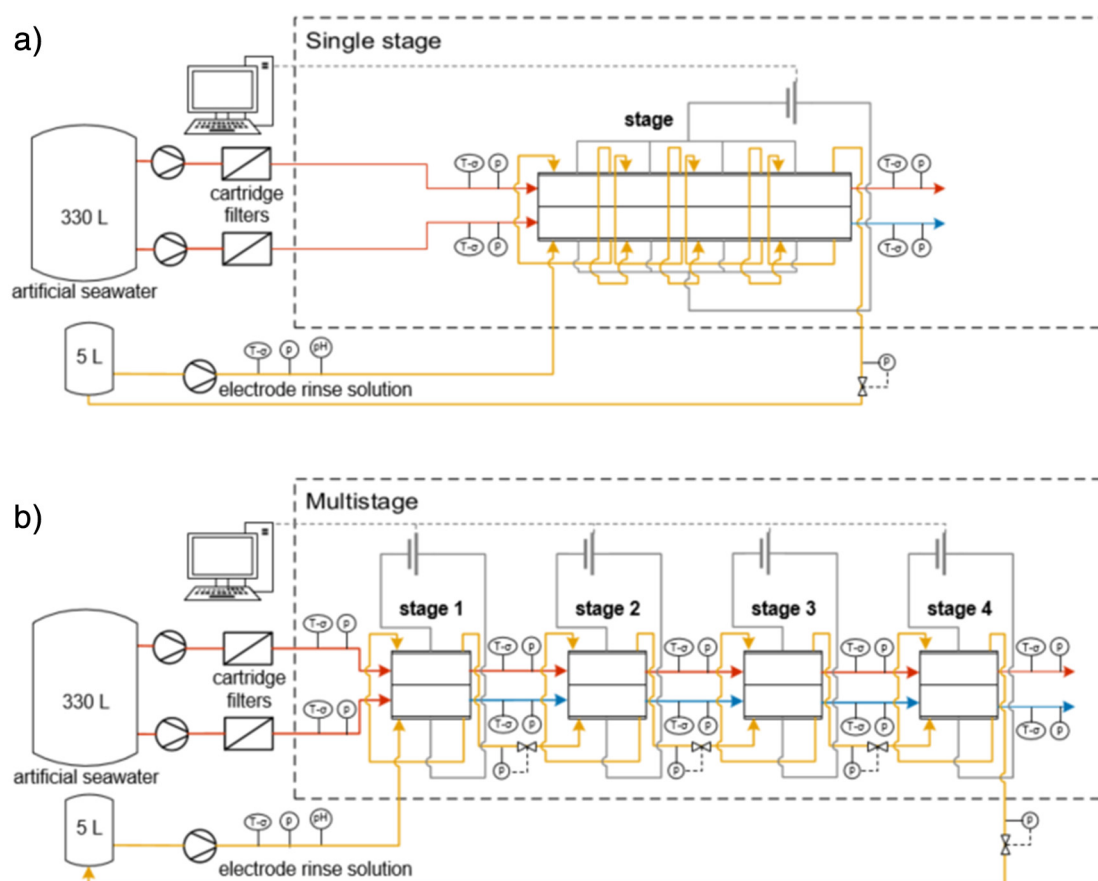 a)
Single stage
stage
T-σ
P
T-σ
P
330 L
cartridge
filters
T-σ
P
T-σ
P
artificial seawater
5 L
T-σ
P
pH
P
electrode rinse solution
b)
Multistage
stage 1
stage 2
stage 3
stage 4
T-σ
P
T-σ
P
T-σ
P
T-σ
P
T-σ
P
330 L
cartridge
filters
T-σ
P
T-σ
P
T-σ
P
T-σ
P
T-σ
P
P
P
P
artificial seawater
5 L
T-σ
P
pH
P
electrode rinse solution